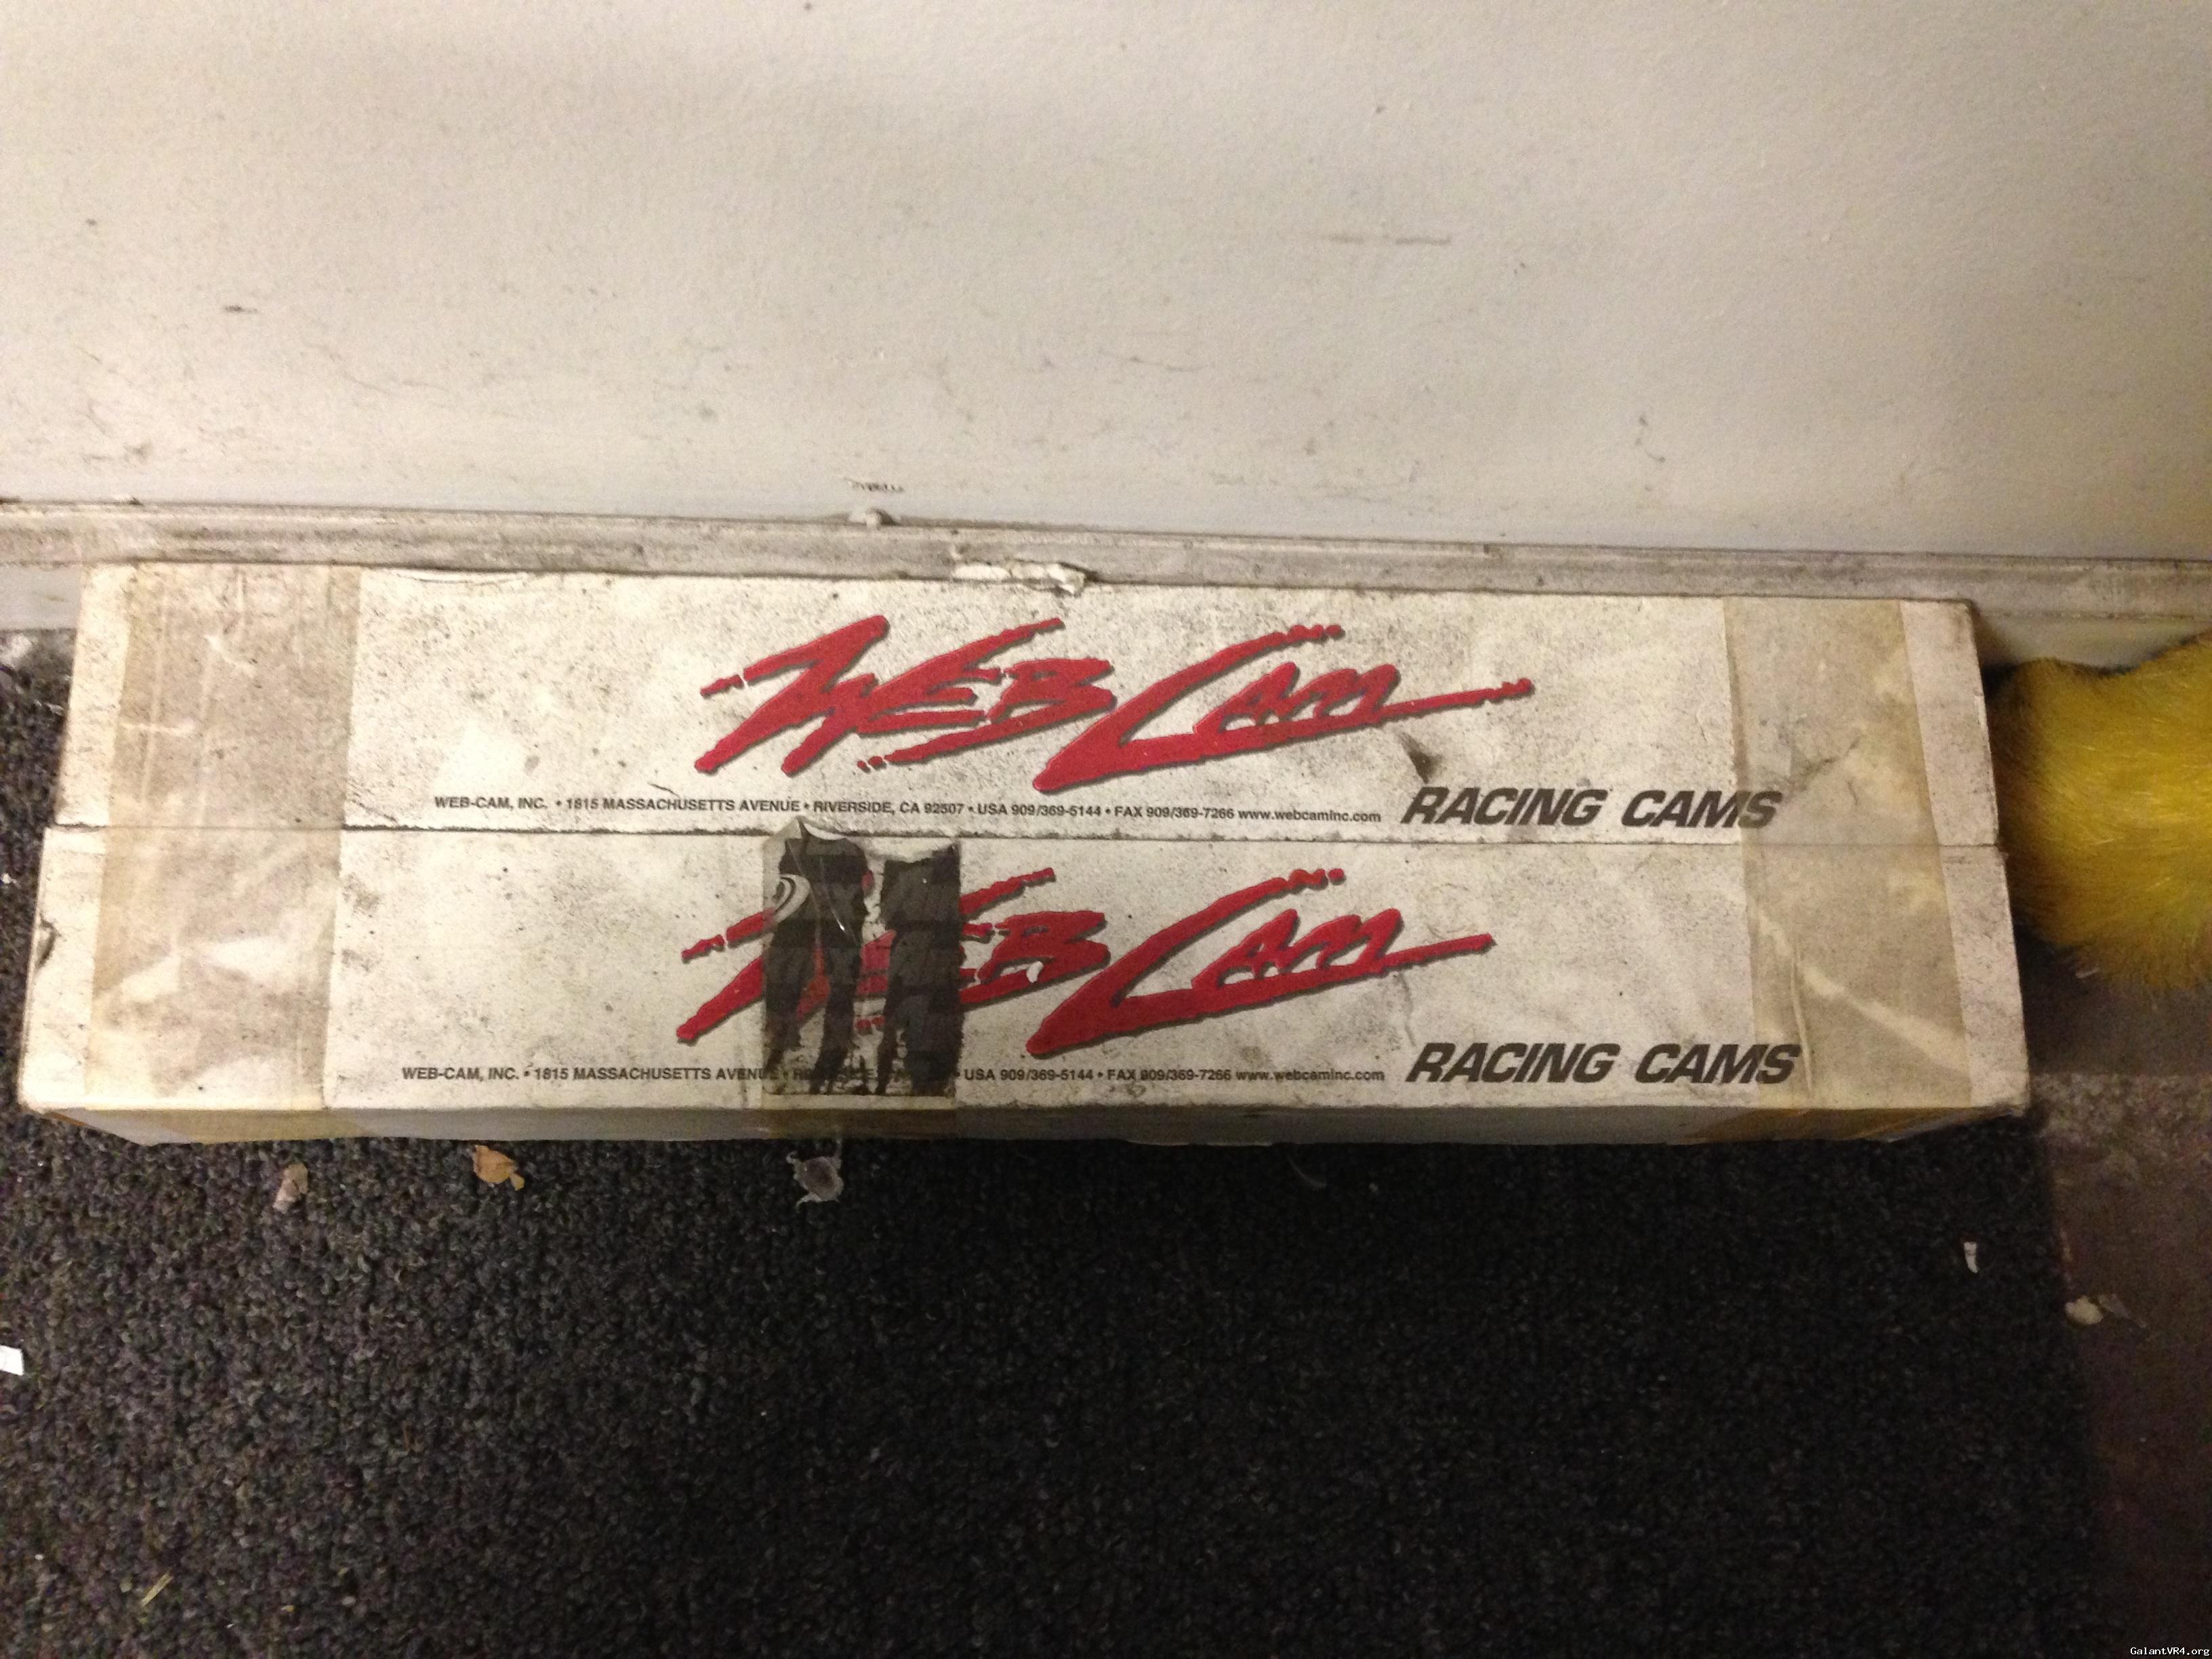 WEB CAM
WEB-CAM, INC. • 1815 MASSACHUSETTS AVENUE • RIVERSIDE, CA 92507 • USA 909/369-5144 • FAX 909/369-7266 www.webcaminc.com
RACING CAMS
WEB CAM
WEB-CAM, INC. • 1815 MASSACHUSETTS AVENUE • USA 909/369-5144 • FAX 909/369-7266 www.webcaminc.com
RACING CAMS
GalantVR4.org